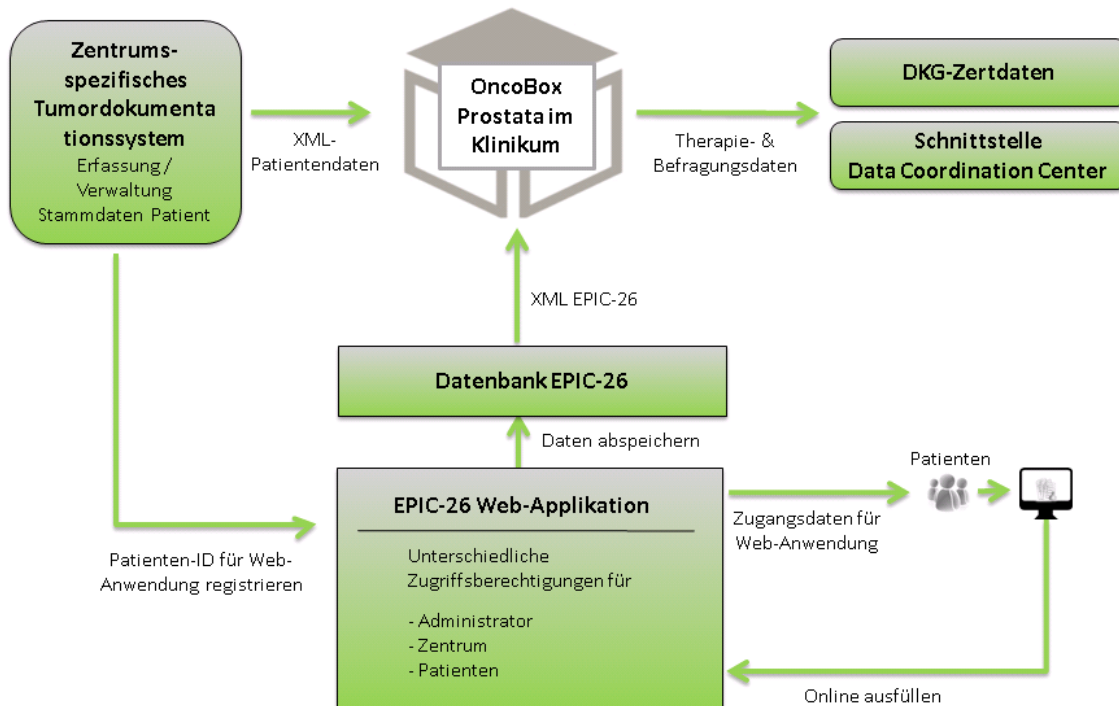 Zentrums-
spezifisches
Tumordokumenta
tionssystem
Erfassung /
Verwaltung
Stammdaten Patient
XML-
Patientendaten
OncoBox
Prostata im
Klinikum
Therapie- &
Befragungsdaten
DKG-Zertdaten
Schnittstelle
Data Coordination Center
XML EPIC-26
Datenbank EPIC-26
Daten abspeichern
Patienten-ID für Web-
Anwendung registrieren
EPIC-26 Web-Applikation
Unterschiedliche
Zugriffsberechtigungen für
- Administrator
- Zentrum
- Patienten
Patienten
Zugangsdaten für
Web-Anwendung
Online ausfüllen